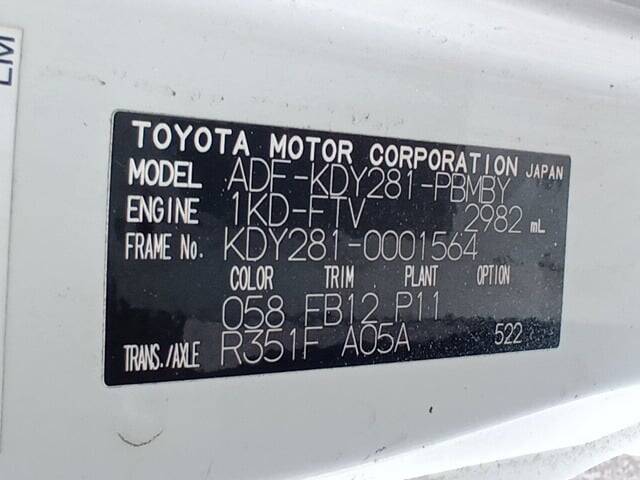 LM
TOYOTA MOTOR CORPORATION JAPAN
MODEL ADF-KDY281-PBMBY
ENGINE 1KD-FTV 2982 mL
FRAME No. KDY281-0001564
COLOR TRIM PLANT OPTION
058 FB12 P11
TRANS./AXLE R351F A05A 522